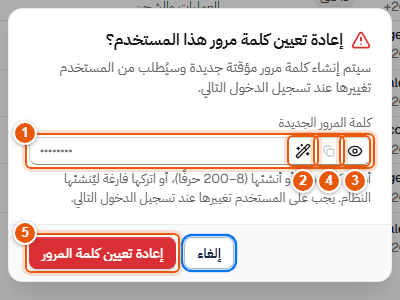 العمليات والشحن
إعادة تعيين كلمة مرور هذا المستخدم؟
سيتم إنشاء كلمة مرور مؤقتة جديدة وسيُطلب من المستخدم
تغييرها عند تسجيل الدخول التالي.
كلمة المرور الجديدة
1
••••••••
أو أنشئها (8–200 حرفًا)، أو اتركها فارغة ليُنشئها
2
4
3
النظام. يجب على المستخدم تغييرها عند تسجيل الدخول التالي.
5
إعادة تعيين كلمة المرور
إلغاء